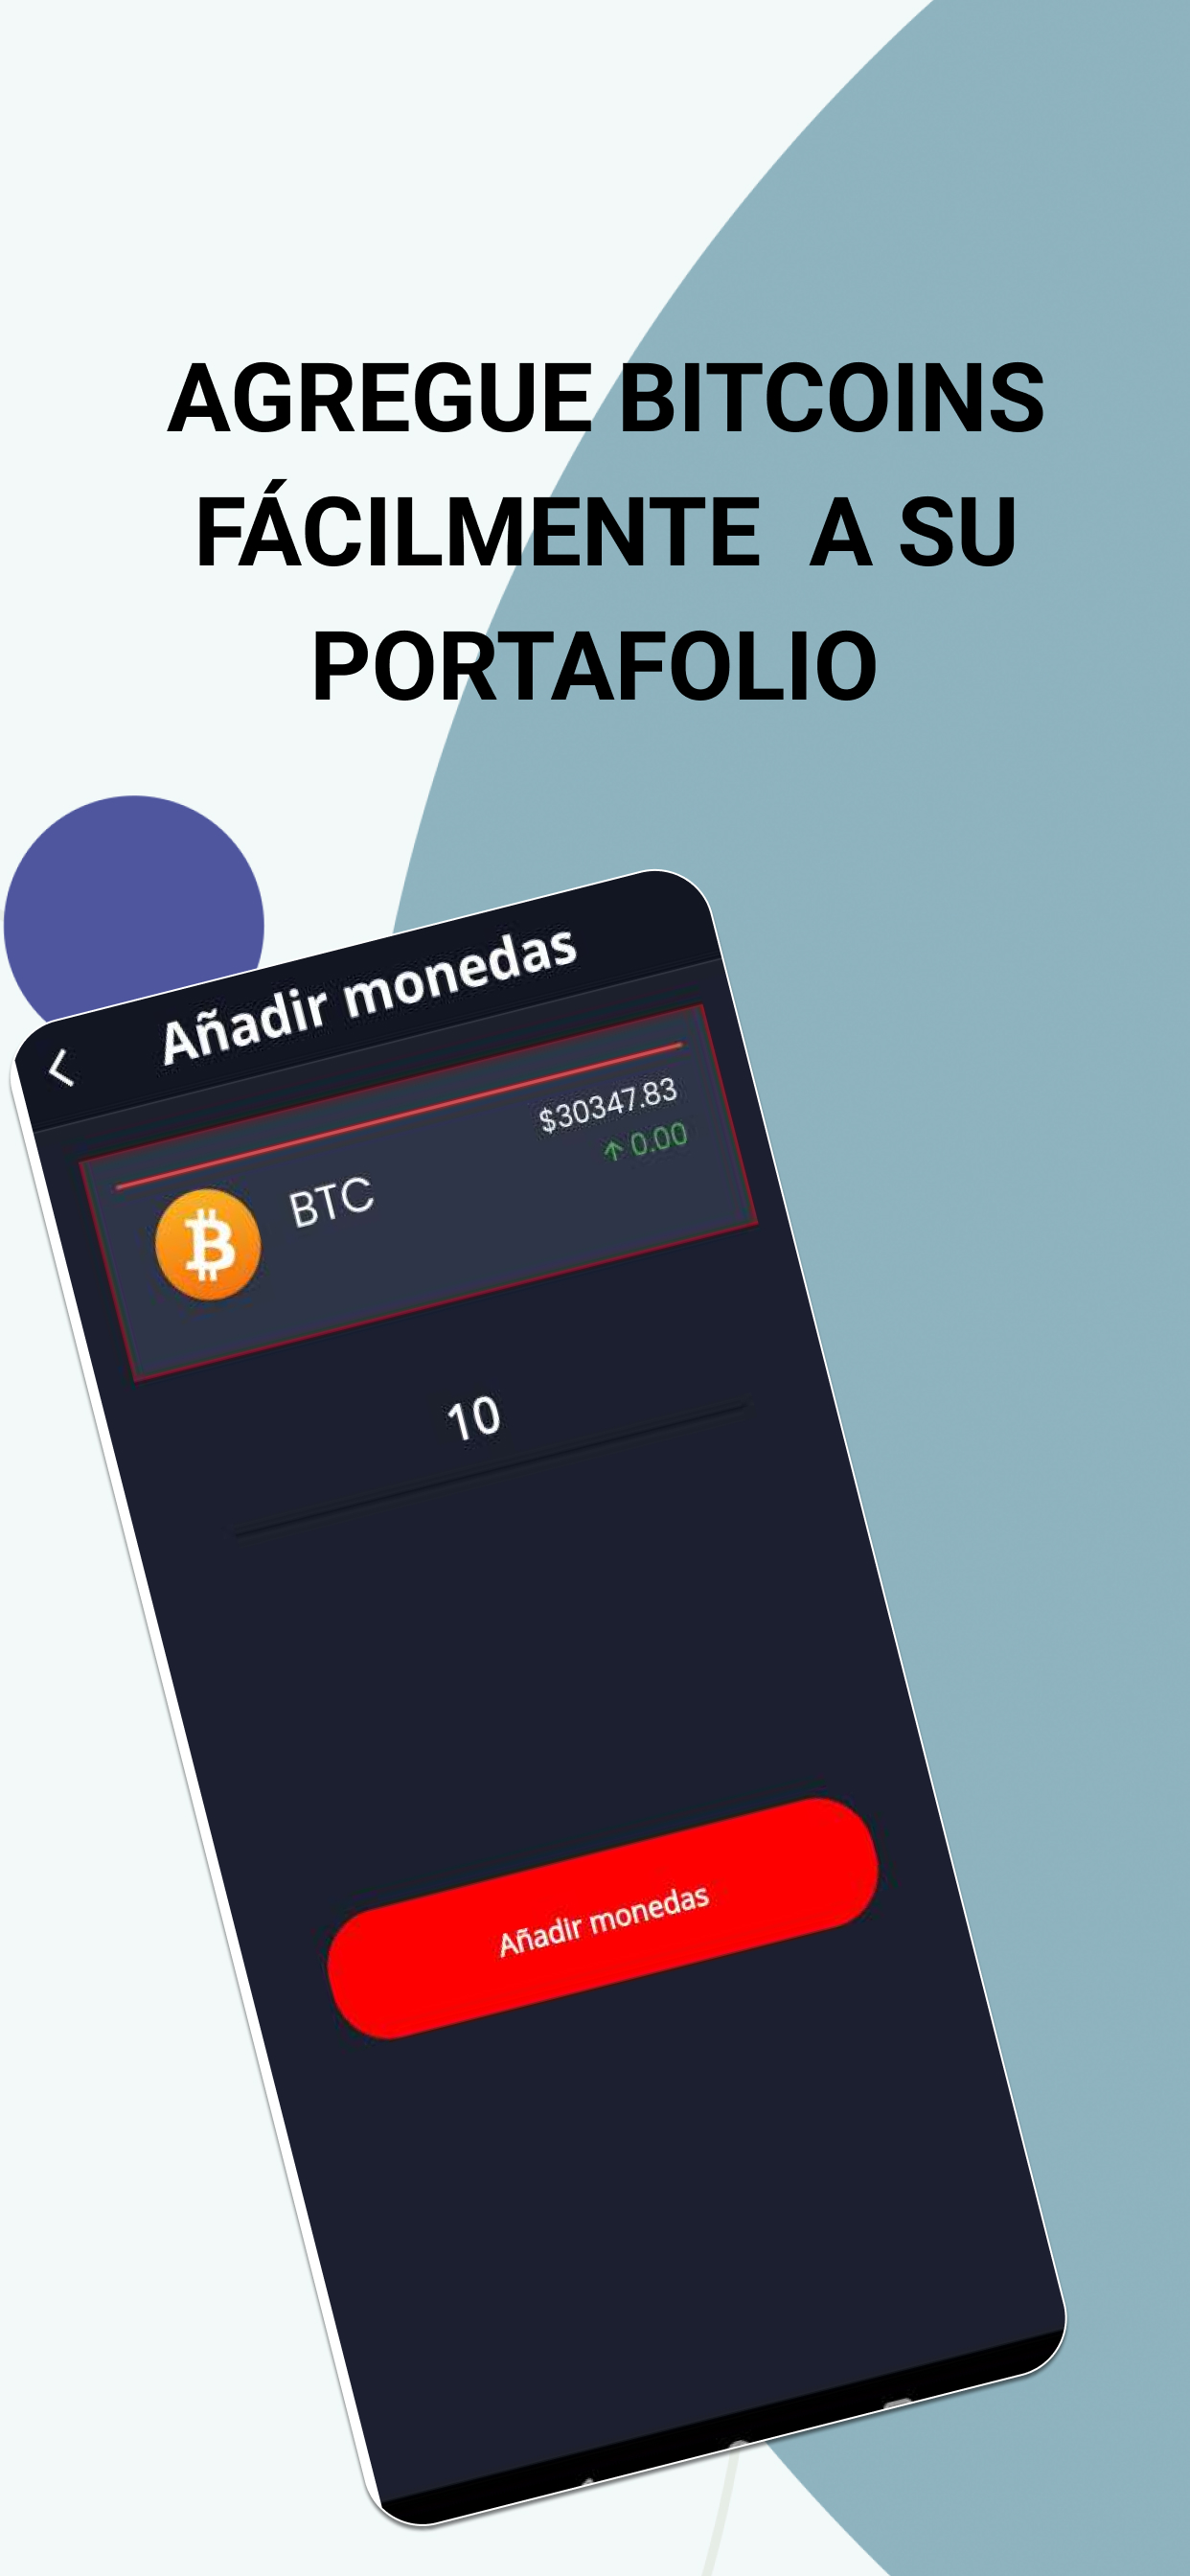 AGREGUE BITCOINS
FÁCILMENTE A SU
PORTAFOLIO
Añadir monedas
$30347.83
↑ 0.00
BTC
10
Añadir monedas